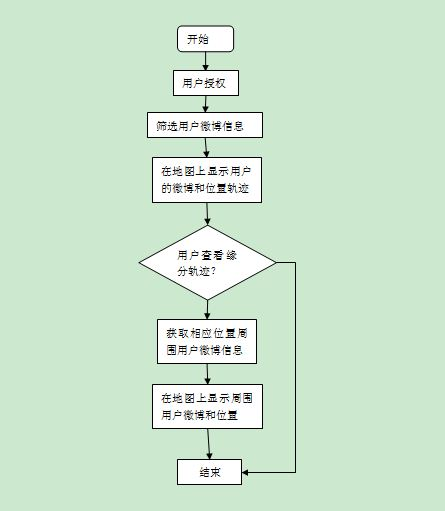 开始
用户授权
筛选用户微博信息
在地图上显示用户
的微博和位置轨迹
用户查看缘
分轨迹?
获取相应位置周
围用户微博信息
在地图上显示周围
用户微博和位置
结束